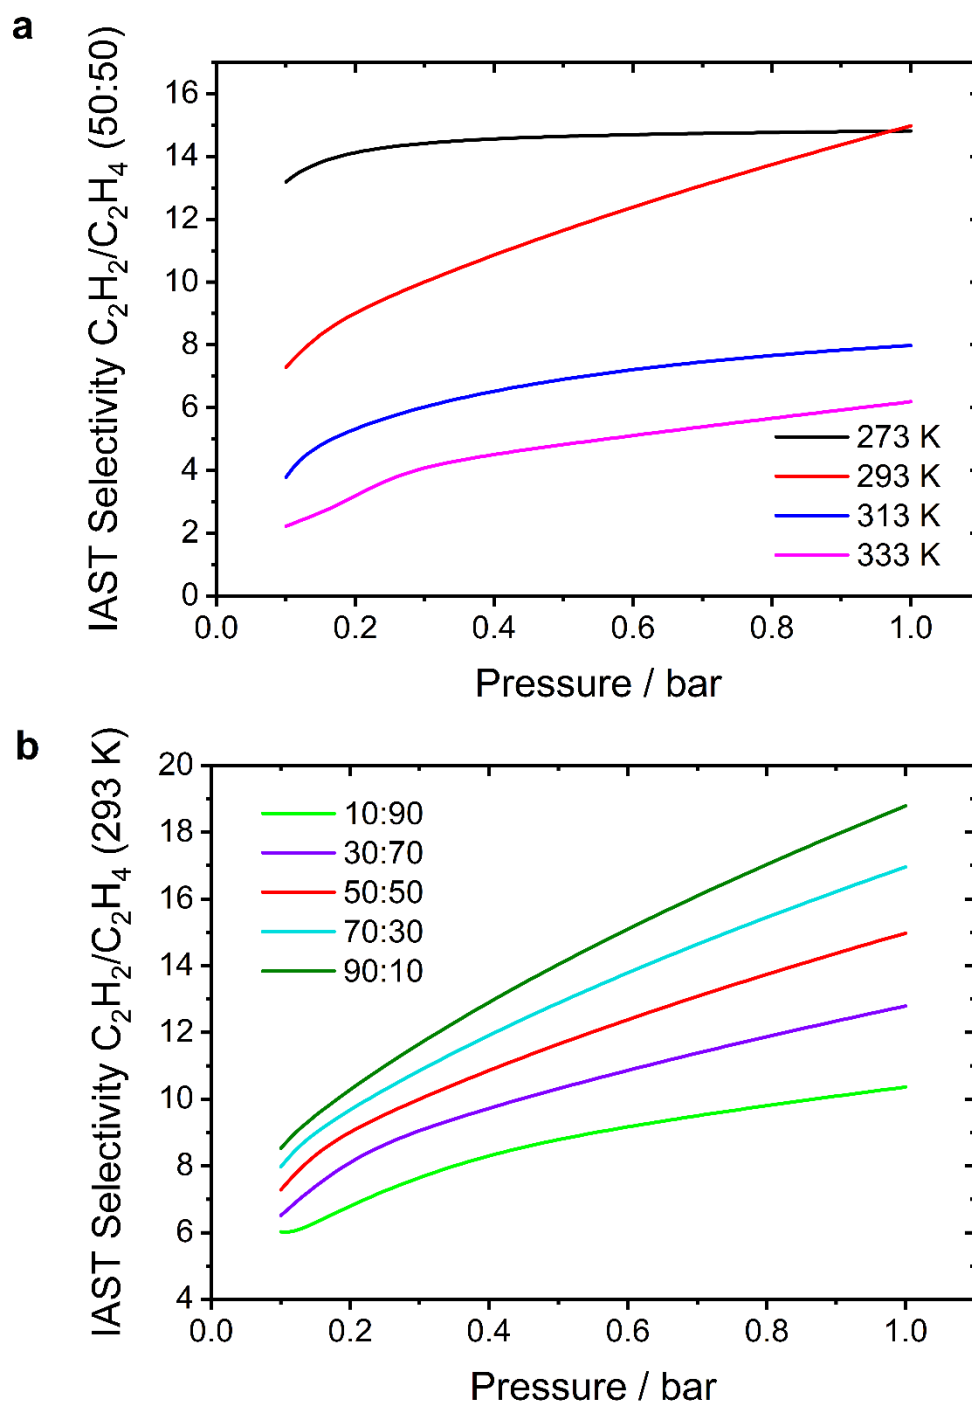 a
IAST Selectivity C₂H₂/C₂H₄ (50:50)
16
14
12
10
8
6
4
2
0
273 K
293 K
313 K
333 K
0.0 0.2 0.4 0.6 0.8 1.0
Pressure / bar
b
IAST Selectivity C₂H₂/C₂H₄ (293 K)
20
18
16
14
12
10
8
6
4
10:90
30:70
50:50
70:30
90:10
0.0 0.2 0.4 0.6 0.8 1.0
Pressure / bar